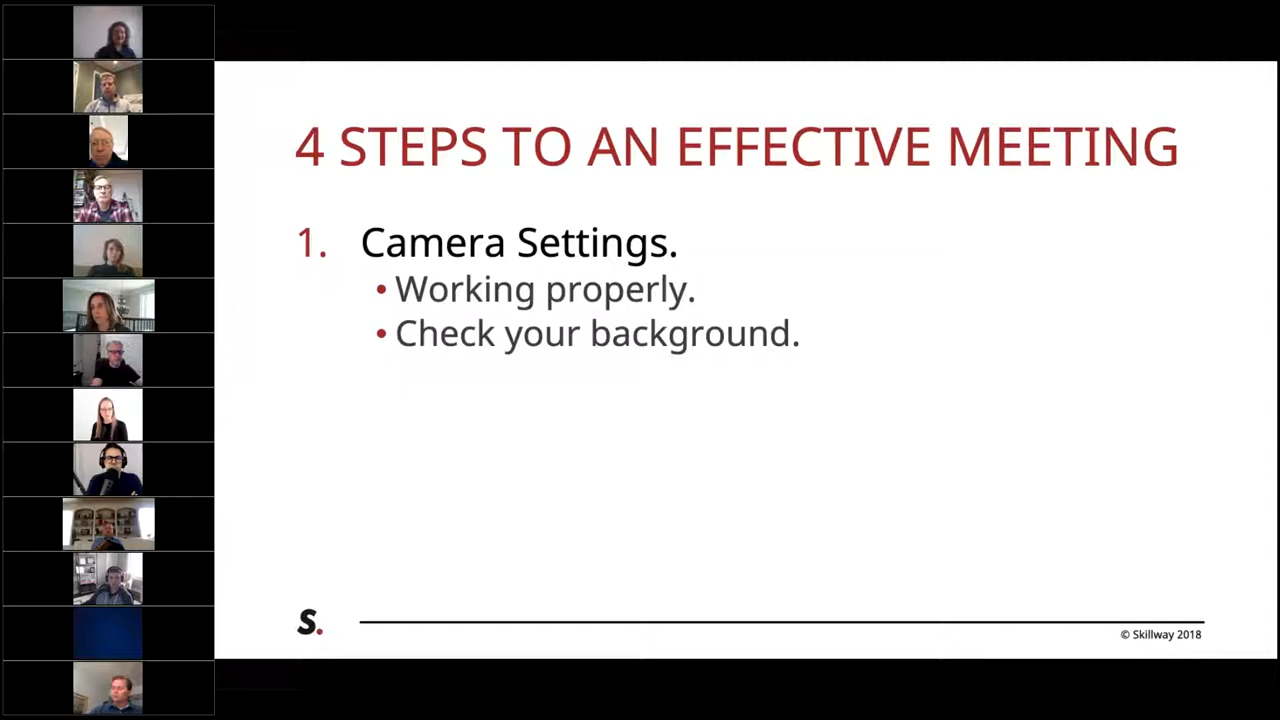 4 STEPS TO AN EFFECTIVE MEETING
1. Camera Settings.
• Working properly.
• Check your background.
S.
© Skillway 2018